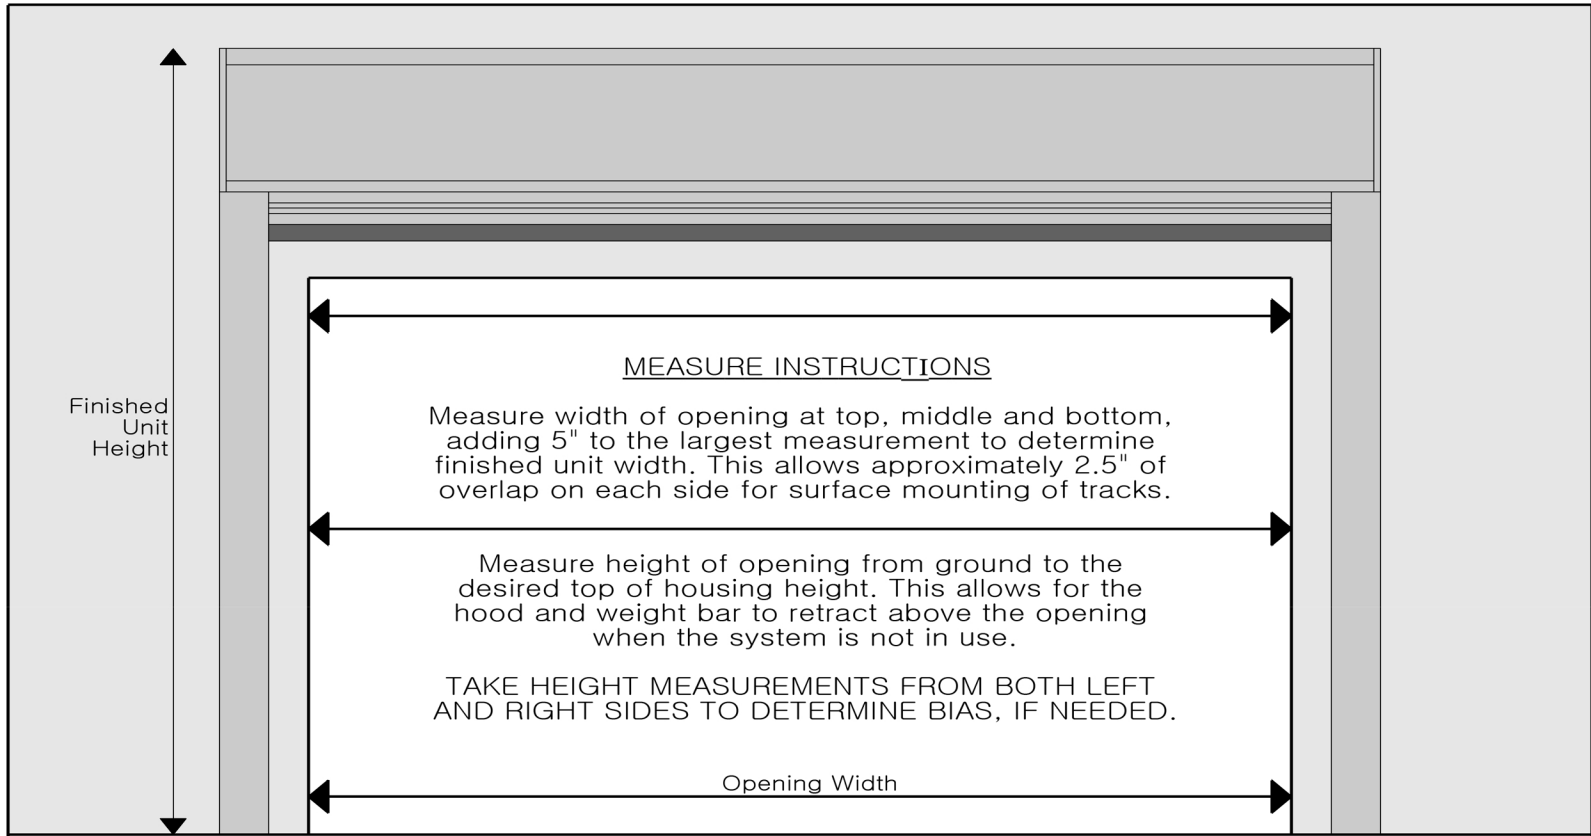 Finished
Unit
Height
MEASURE INSTRUCTIONS
Measure width of opening at top, middle and bottom,
adding 5" to the largest measurement to determine
finished unit width. This allows approximately 2.5" of
overlap on each side for surface mounting of tracks.
Measure height of opening from ground to the
desired top of housing height. This allows for the
hood and weight bar to retract above the opening
when the system is not in use.
TAKE HEIGHT MEASUREMENTS FROM BOTH LEFT
AND RIGHT SIDES TO DETERMINE BIAS, IF NEEDED.
Opening Width